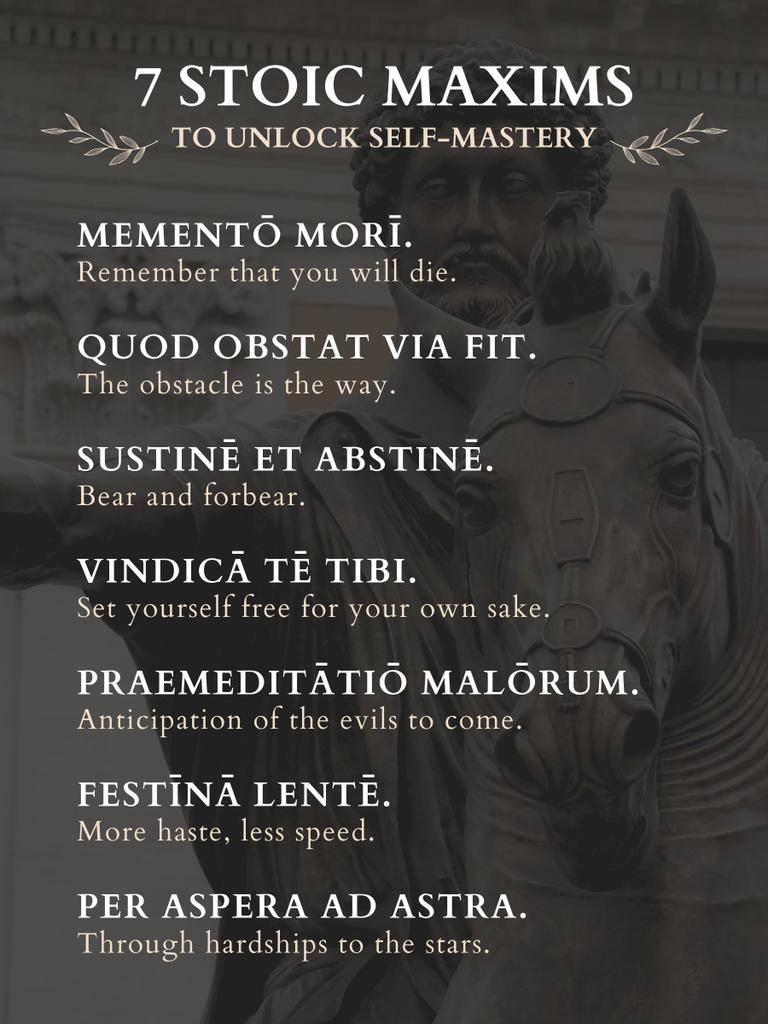 7 STOIC MAXIMS
TO UNLOCK SELF-MASTERY
MEMENTŌ MORĪ.
Remember that you will die.
QUOD OBSTAT VIA FIT.
The obstacle is the way.
SUSTINĒ ET ABSTINĒ.
Bear and forbear.
VINDICĀ TĒ TIBI.
Set yourself free for your own sake.
PRAEMEDITĀTIŌ MALŌRUM.
Anticipation of the evils to come.
FESTĪNĀ LENTĒ.
More haste, less speed.
PER ASPERA AD ASTRA.
Through hardships to the stars.